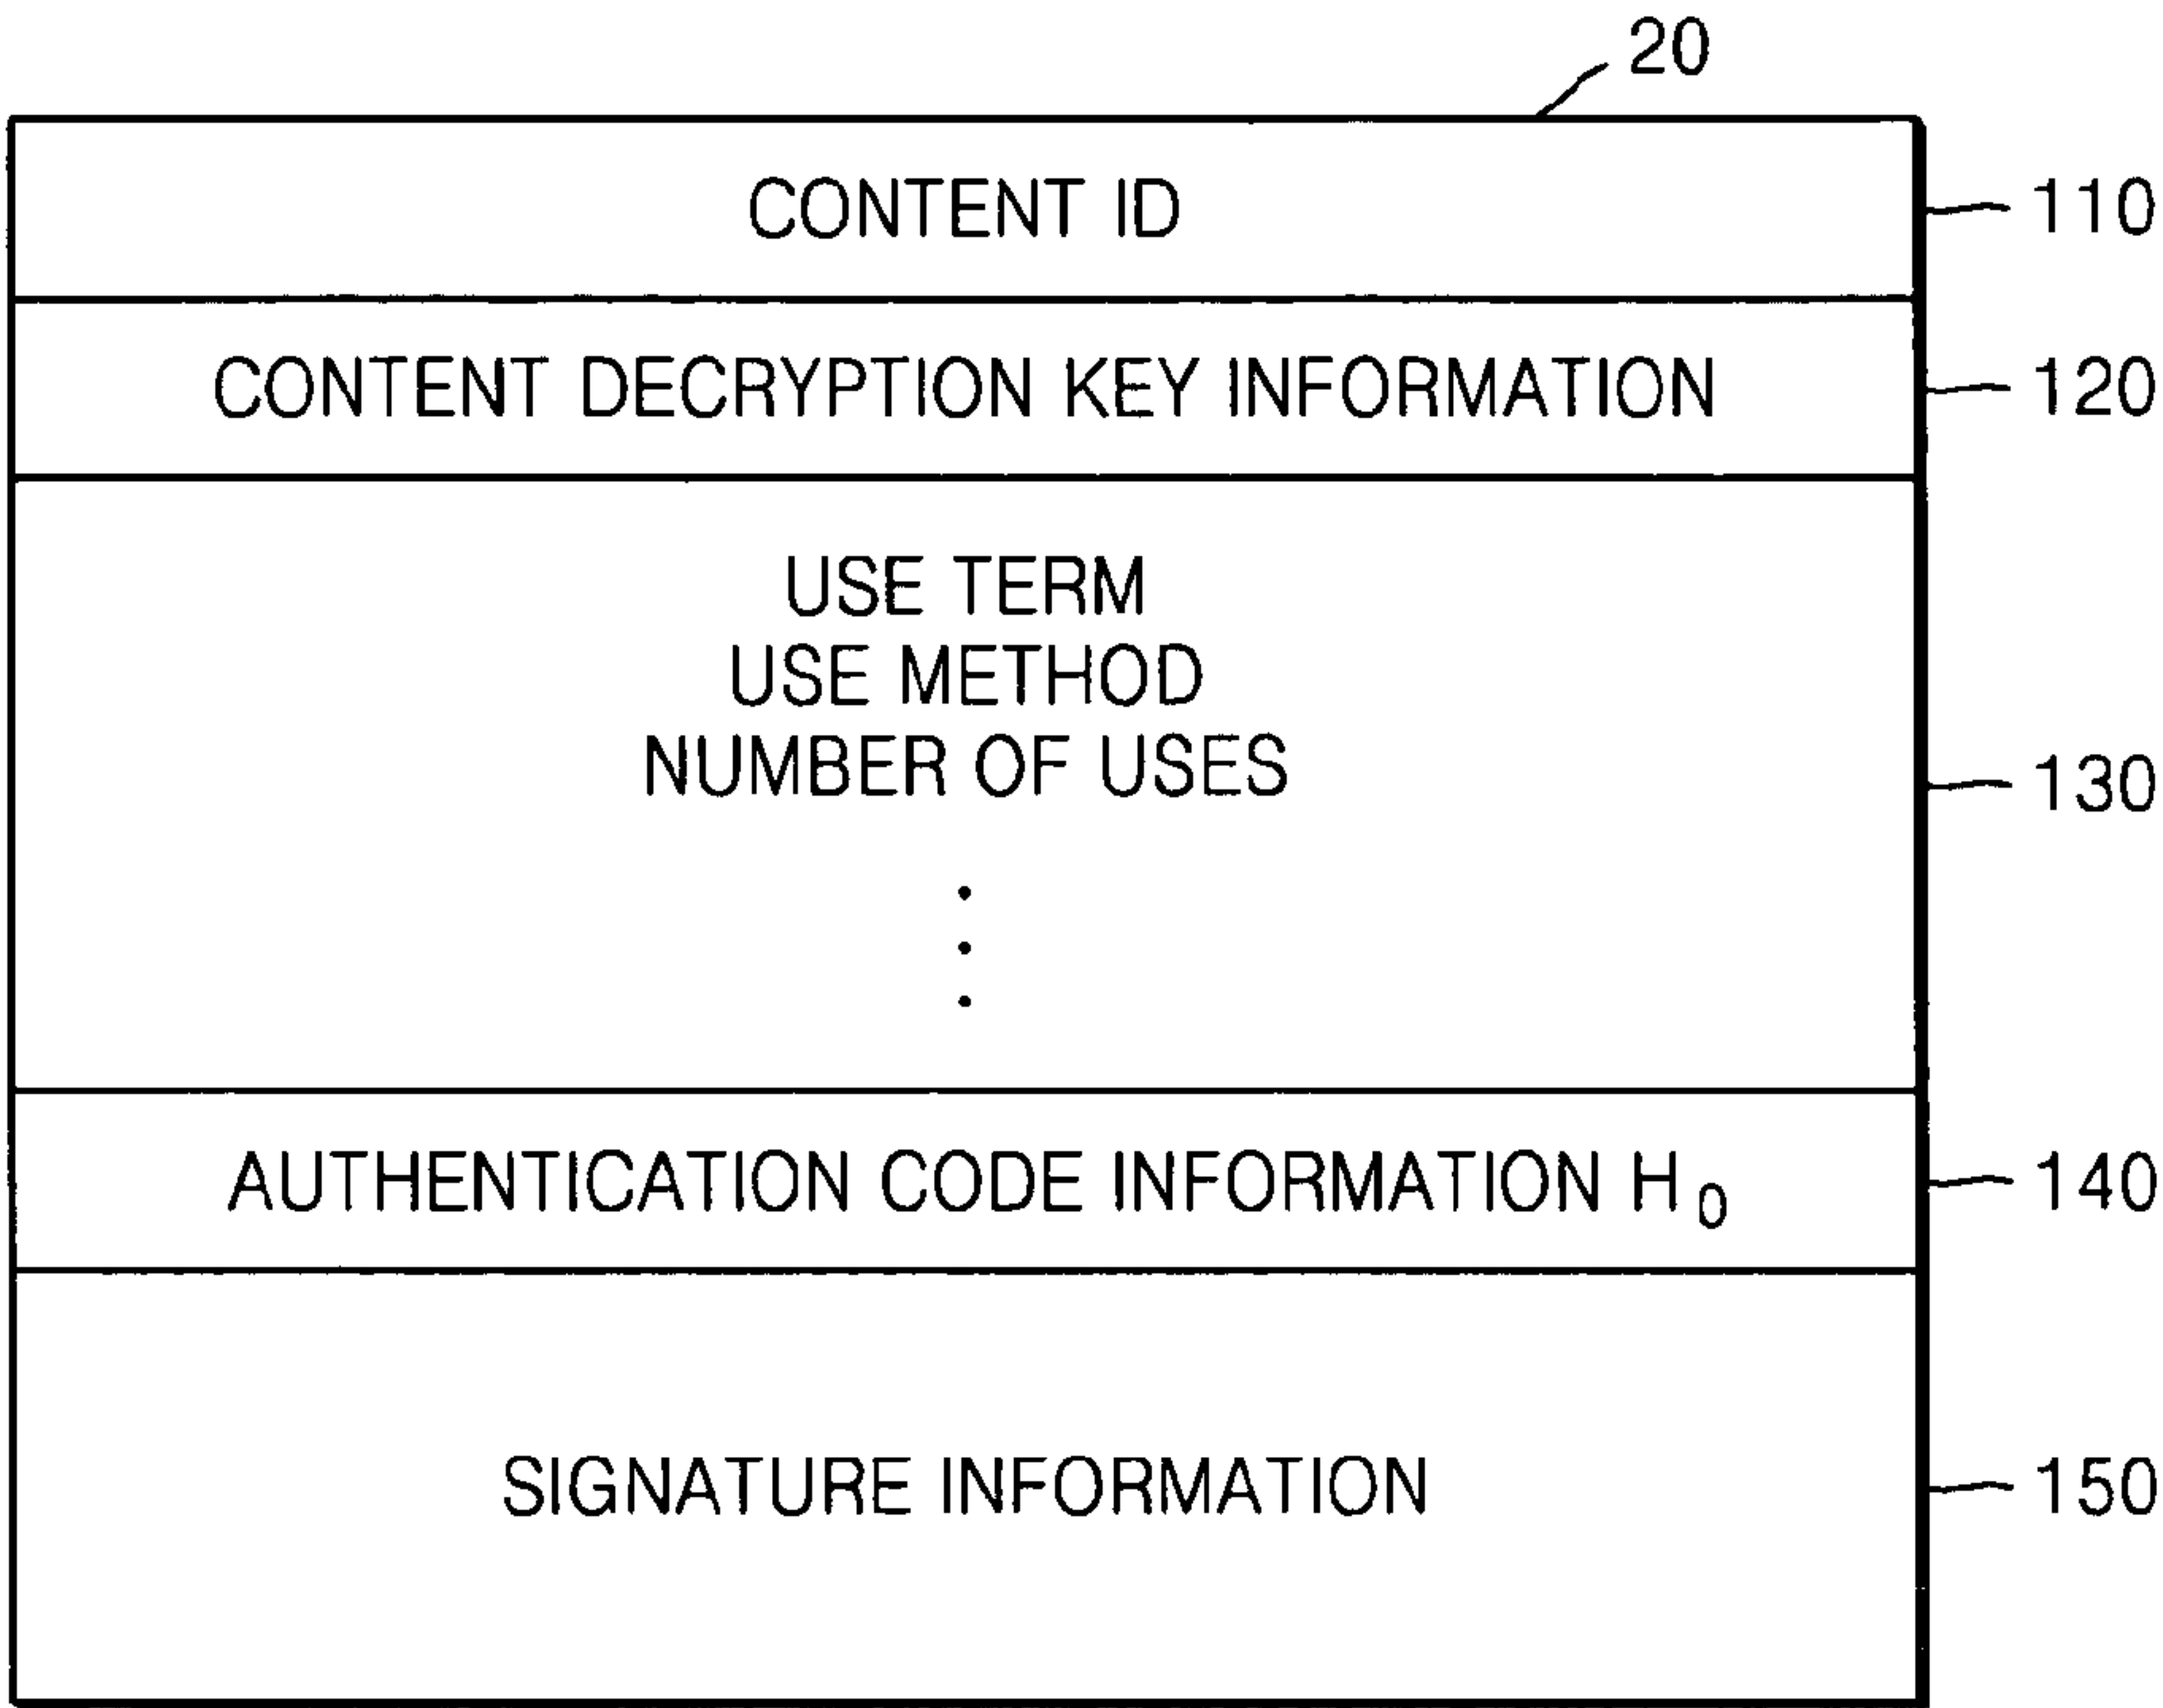 20
CONTENT ID 110
CONTENT DECRYPTION KEY INFORMATION 120
USE TERM
USE METHOD
NUMBER OF USES
130
AUTHENTICATION CODE INFORMATION H₀ 140
SIGNATURE INFORMATION 150